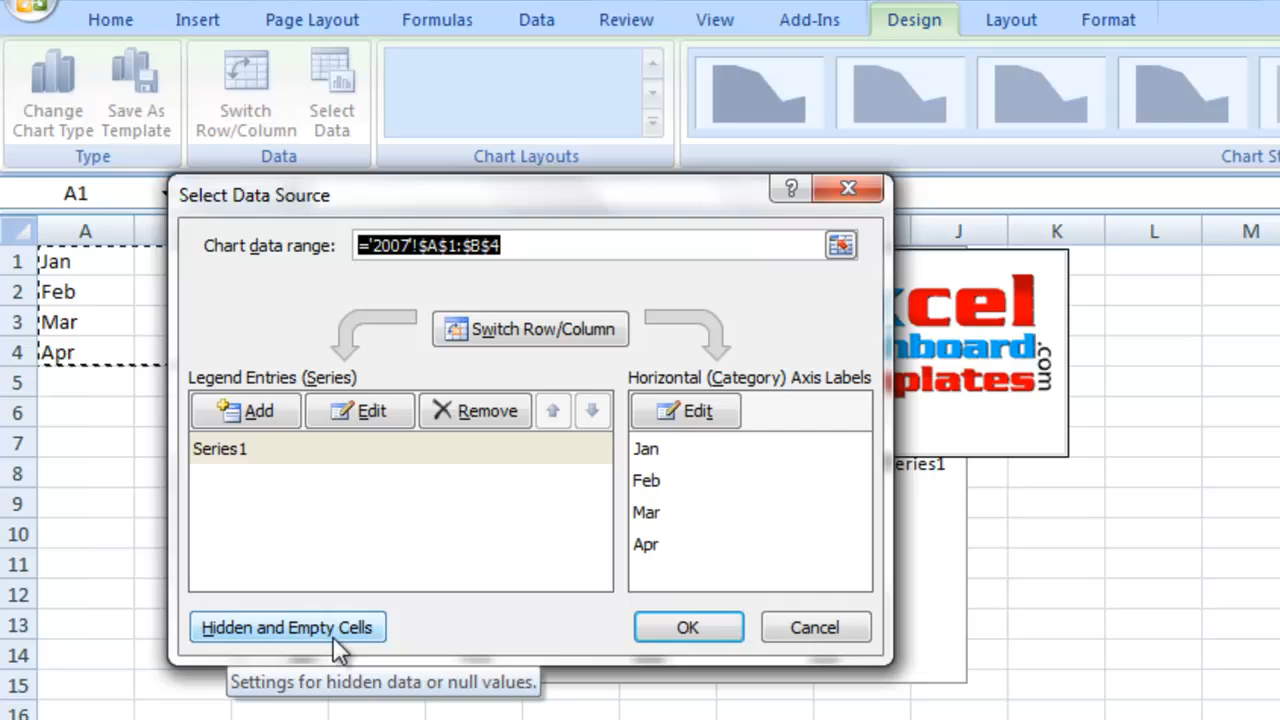 Home Insert Page Layout Formulas Data Review View Add-Ins Design Layout Format
Change Chart Type
Save As Template
Switch Row/Column
Select Data
Type Data Chart Layouts Chart St
A1
Select Data Source
Chart data range: ='2007'!$A$1:$B$4
Switch Row/Column
Legend Entries (Series)
Add Edit Remove
Series1
Horizontal (Category) Axis Labels
Edit
Jan
Feb
Mar
Apr
Hidden and Empty Cells OK Cancel
Settings for hidden data or null values.
A J K L M
1 Jan
2 Feb
3 Mar
4 Apr
5
6
7
8
9
10
11
12
13
14
15
16
xcel
nboard
plates
.com
eries1